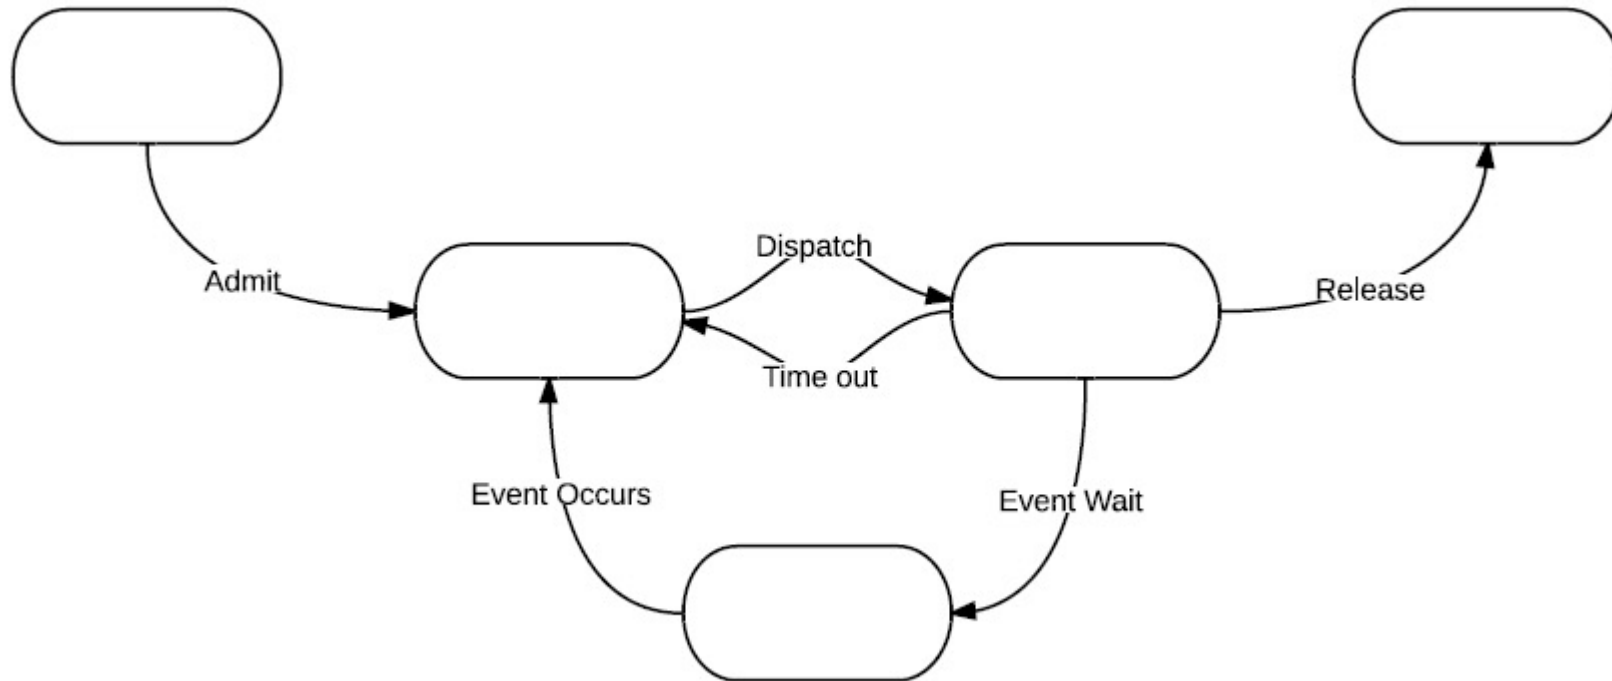 Dispatch
Admit
Release
Time out
Event Occurs
Event Wait